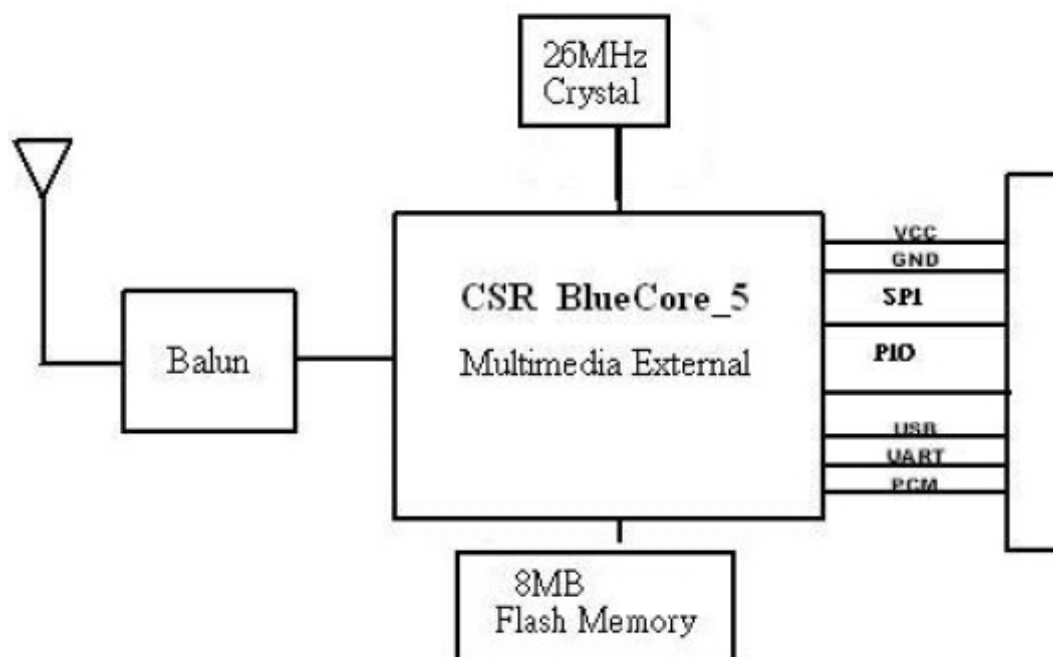 26MHz
Crystal
VCC
GND
CSR BlueCore_5
SPI
Multimedia External
PIO
Balun
USB
UART
PCM
8MB
Flash Memory